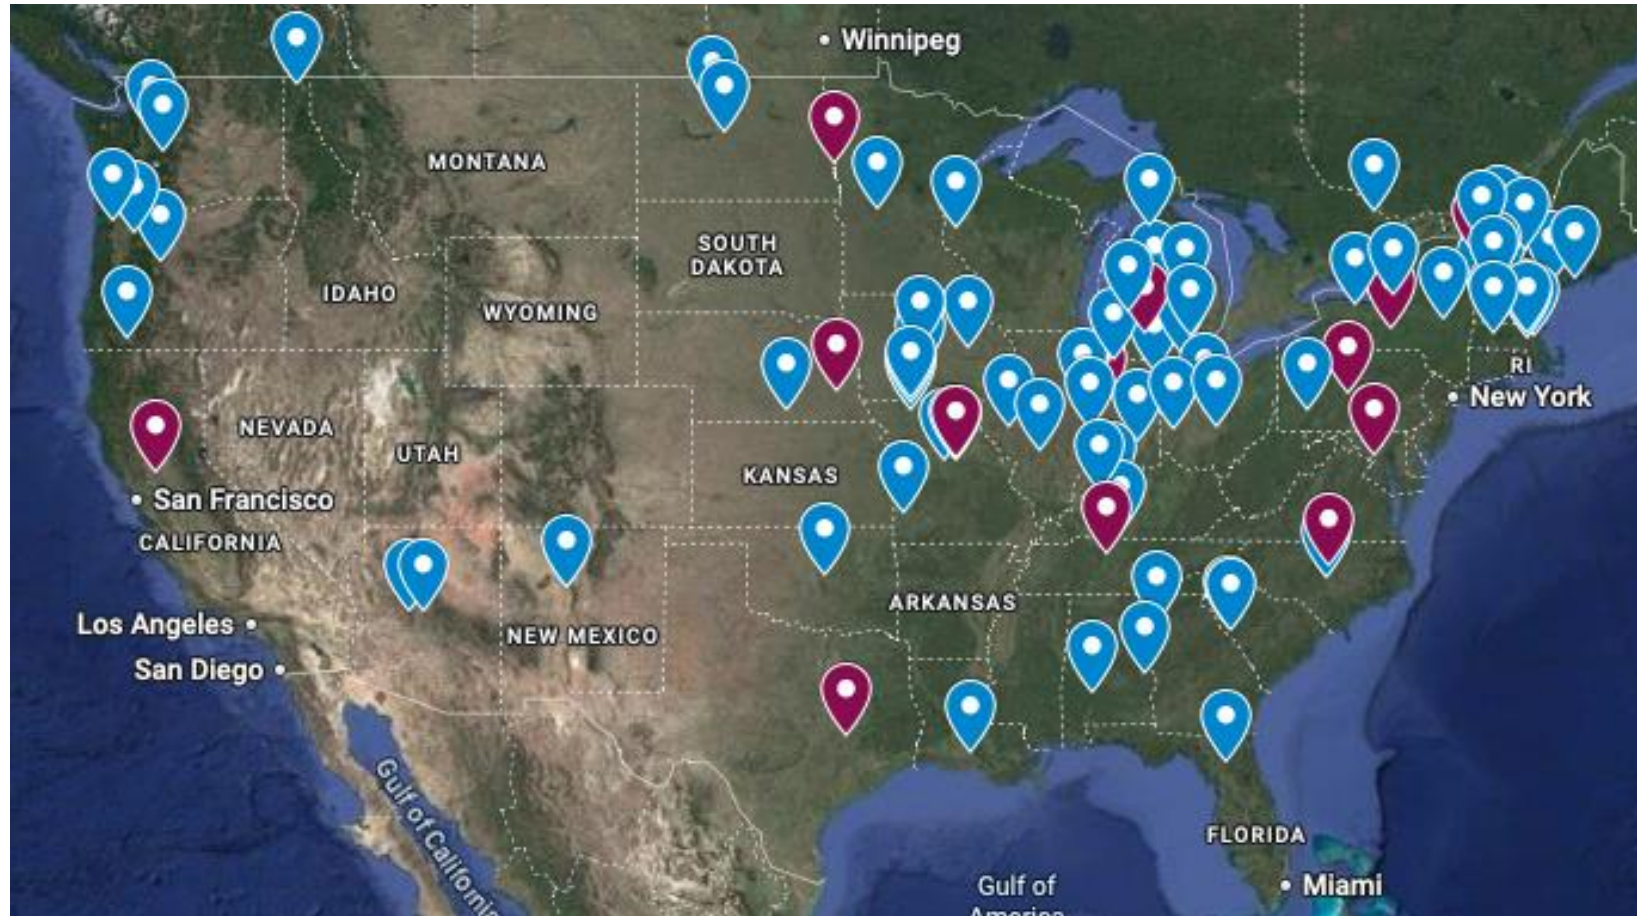 Winnipeg
MONTANA
SOUTH
DAKOTA
IDAHO
WYOMING
RI
New York
NEVADA
UTAH
KANSAS
San Francisco
CALIFORNIA
ARKANSAS
Los Angeles
NEW MEXICO
San Diego
Gulf of California
FLORIDA
Gulf of
America
Miami